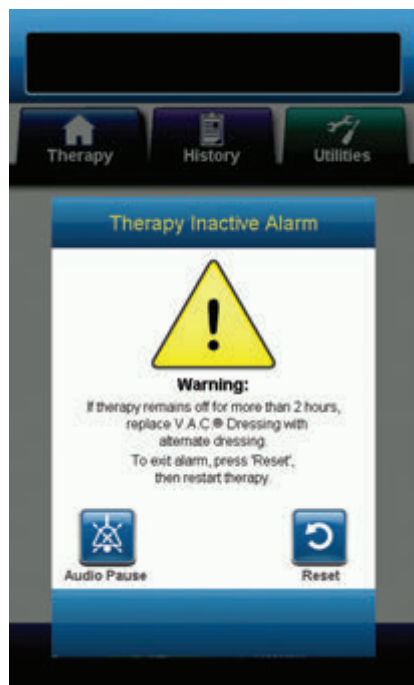 Therapy History Utilities
Therapy Inactive Alarm
Warning:
If therapy remains off for more than 2 hours,
replace V.A.C.® Dressing with
alternate dressing.
To exit alarm, press 'Reset',
then restart therapy.
Audio Pause Reset